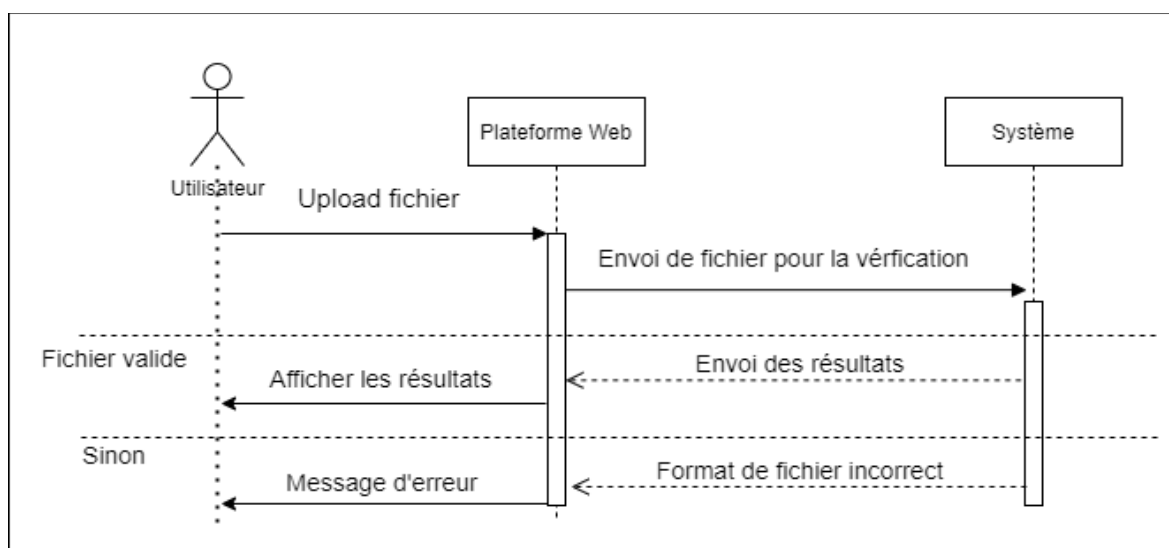 Plateforme Web
Système
Utilisateur
Upload fichier
Envoi de fichier pour la vérfication
Fichier valide
Envoi des résultats
Afficher les résultats
Sinon
Format de fichier incorrect
Message d'erreur